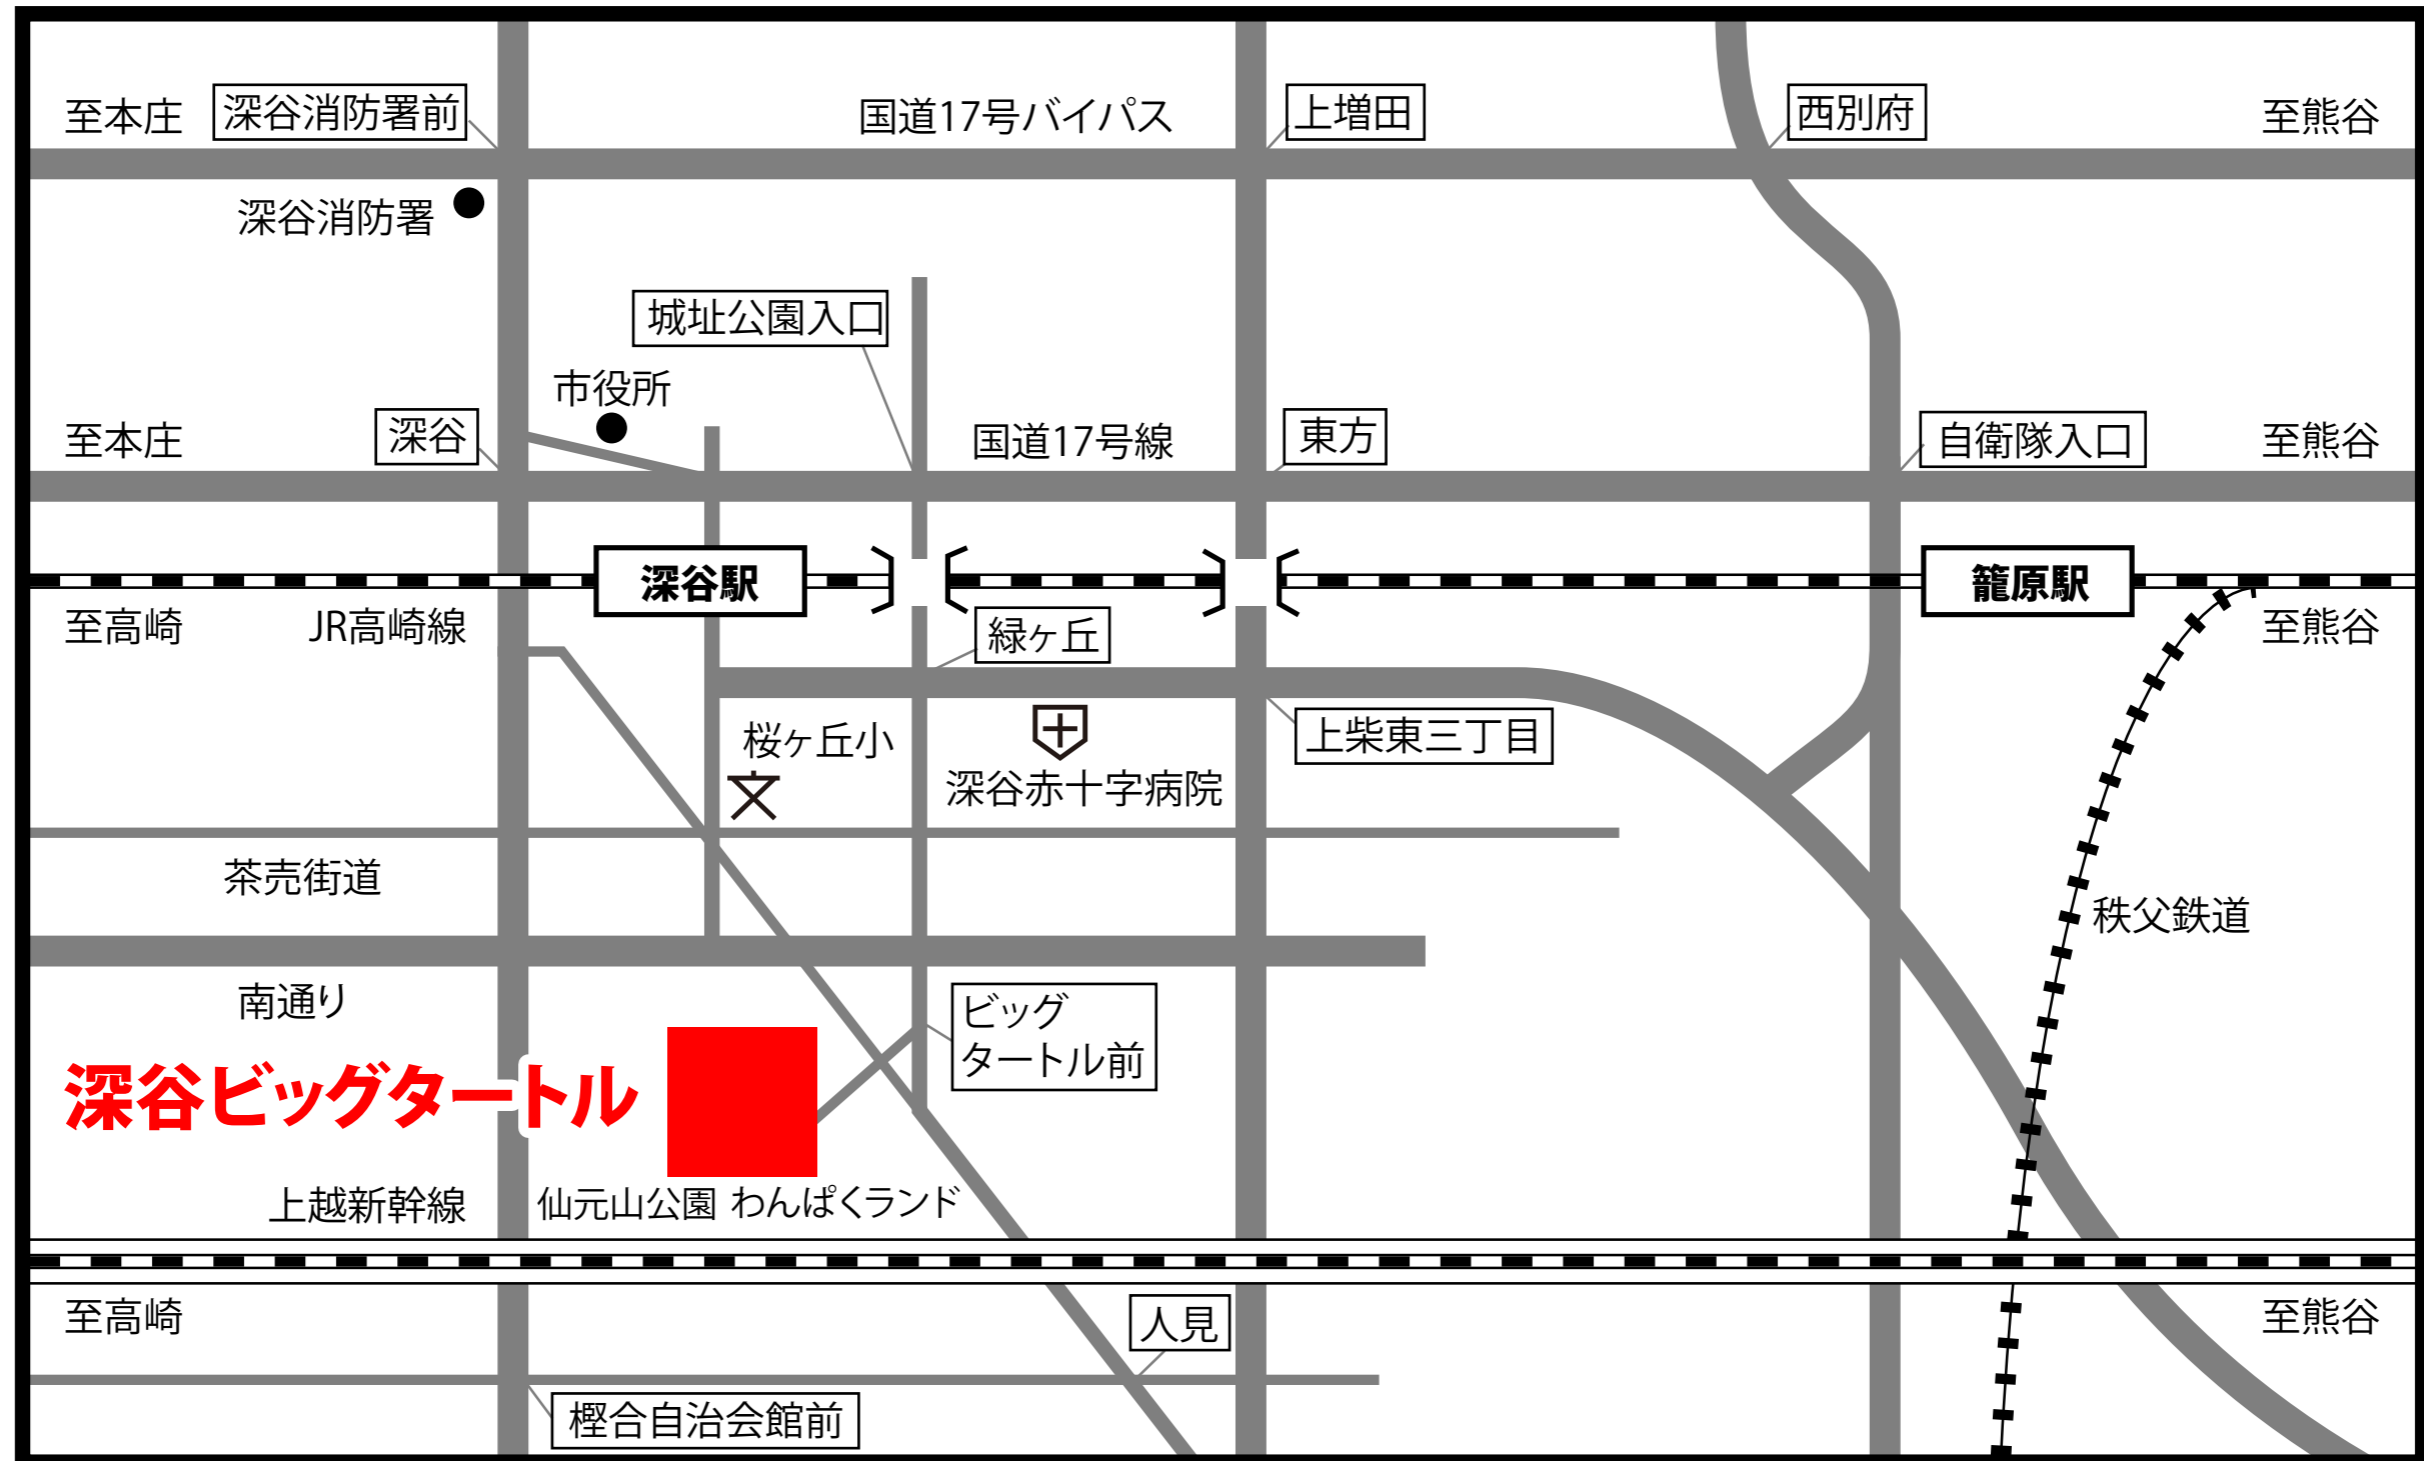 至本庄
深谷消防署前
国道17号バイパス
上増田
西別府
至熊谷
深谷消防署
城址公園入口
市役所
至本庄
深谷
国道17号線
東方
自衛隊入口
至熊谷
深谷駅
籠原駅
至高崎
JR高崎線
緑ヶ丘
至熊谷
桜ヶ丘小
文
深谷赤十字病院
上柴東三丁目
茶売街道
秩父鉄道
南通り
ビッグ
タートル前
深谷ビッグタートル
上越新幹線
仙元山公園 わんぱくランド
至高崎
人見
至熊谷
樫合自治会館前